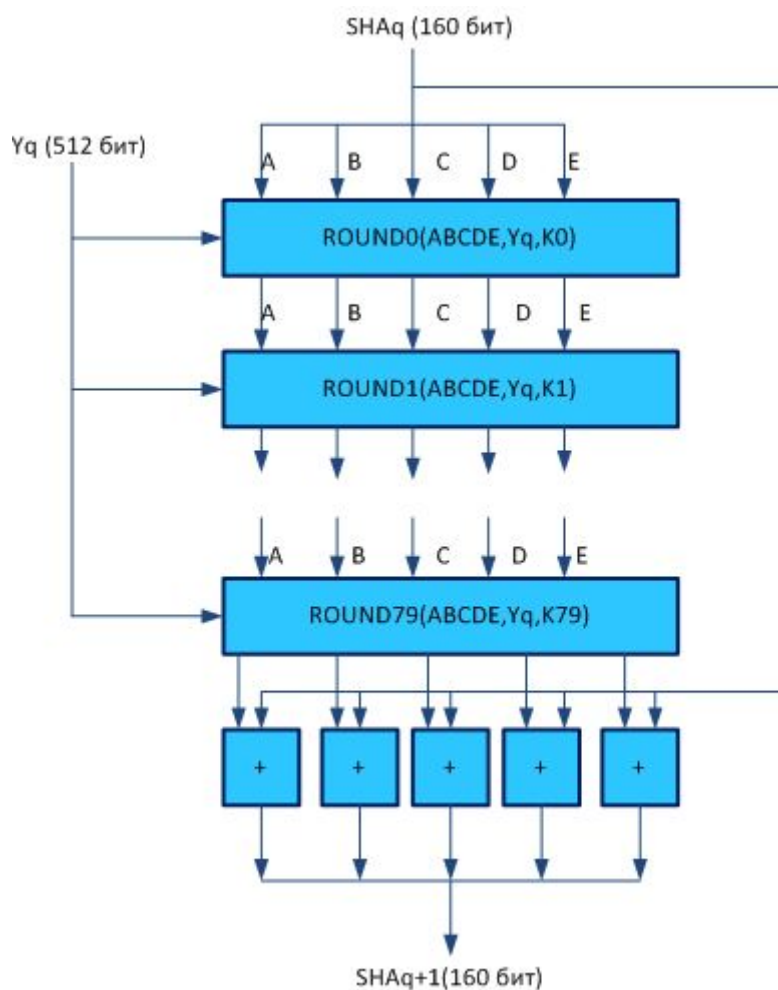 SHAq (160 бит)
Yq (512 бит)
A B C D E
ROUND0(ABCDE,Yq,K0)
A B C D E
ROUND1(ABCDE,Yq,K1)
A B C D E
ROUND79(ABCDE,Yq,K79)
+ + + + +
SHAq+1(160 бит)